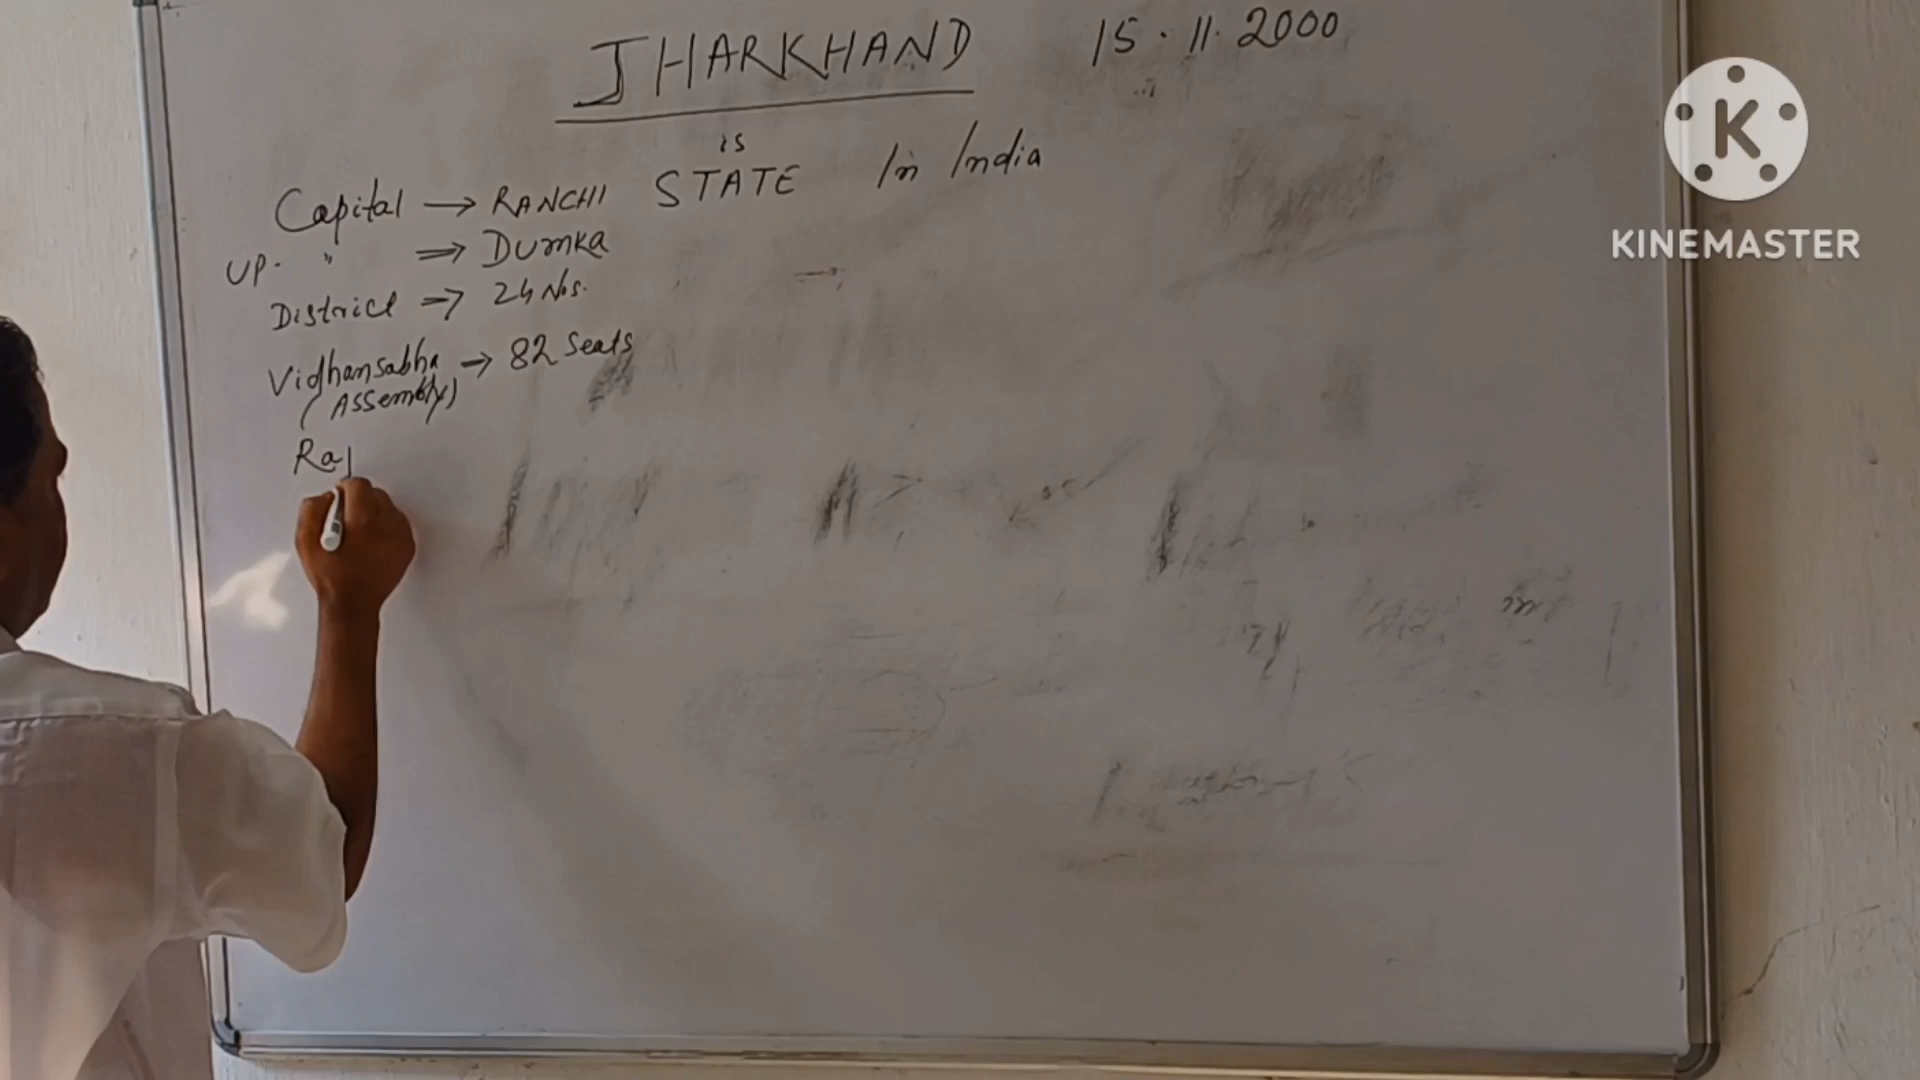 JHARKHAND 15.11.2000
is
STATE In India
Capital → RANCHI
UP. " ⇒ Dumka
District → 24 Nos.
Vidhansabha → 82 Seats
(Assembly)
Raj
K
KINEMASTER